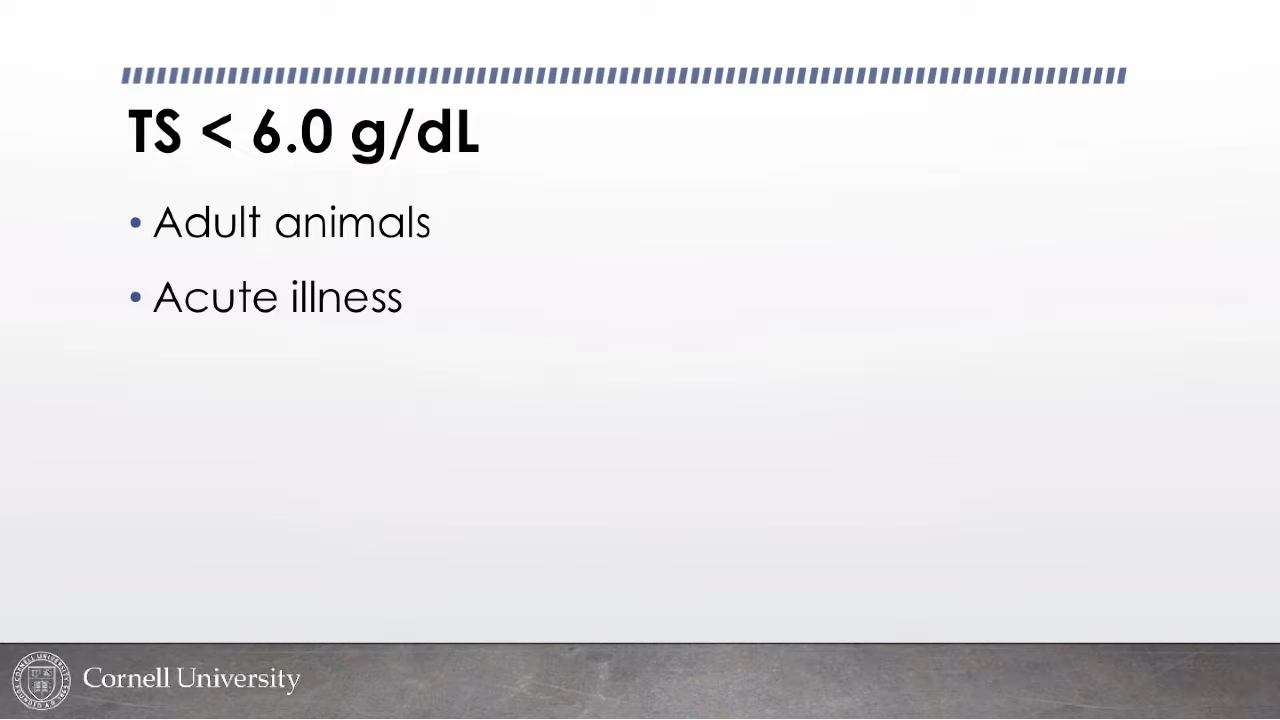 TS < 6.0 g/dL
• Adult animals
• Acute illness
Cornell University